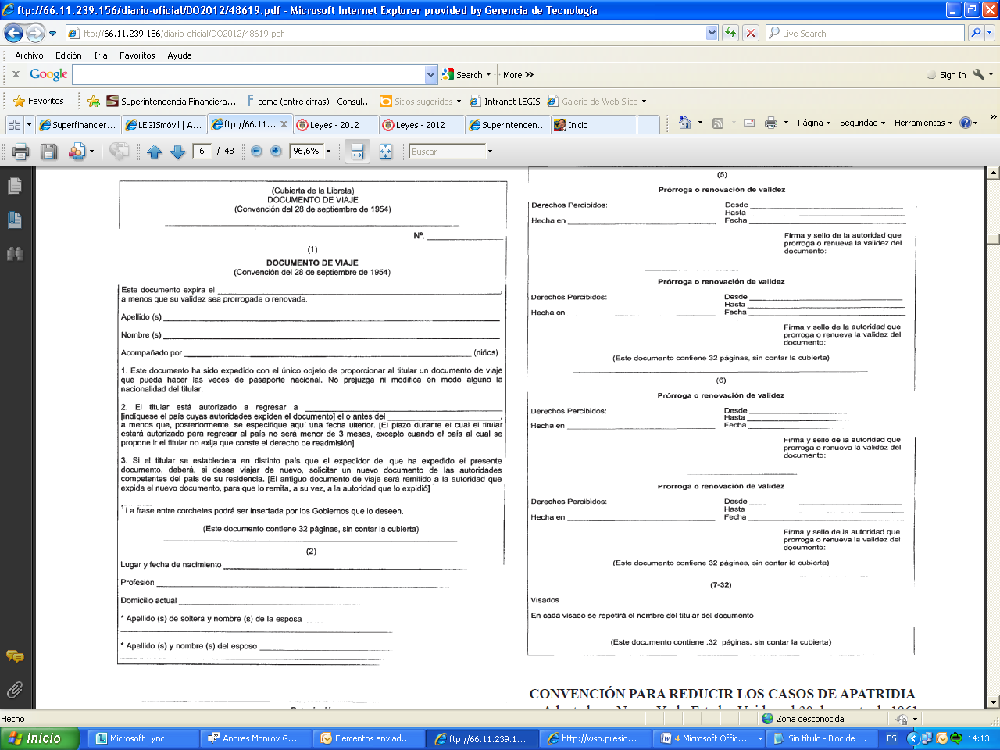 ftp://66.11.239.156/diario-oficial/DO2012/48619.pdf - Microsoft Internet Explorer provided by Gerencia de Tecnología
ftp://66.11.239.156/diario-oficial/DO2012/48619.pdf
Live Search
Archivo Edición Ir a Favoritos Ayuda
Google Search More Sign In
Favoritos Superintendencia Financiera... coma (entre cifras) - Consul... Sitios sugeridos Intranet LEGIS Galería de Web Slice
Superfinancier... LEGISmóvil | A... ftp://66.11.... Leyes - 2012 Leyes - 2012 Superintenden... Inicio Página Seguridad Herramientas
6 / 48 96,6% Buscar
(Cubierta de la Libreta)
DOCUMENTO DE VIAJE
(Convención del 28 de septiembre de 1954)
Nº.
(1)
DOCUMENTO DE VIAJE
(Convención del 28 de septiembre de 1954)
Este documento expira el ,
a menos que su validez sea prorrogada o renovada.
Apellido (s)
Nombre (s)
Acompañado por (niños)
1. Este documento ha sido expedido con el único objeto de proporcionar al titular un documento de viaje
que pueda hacer las veces de pasaporte nacional. No prejuzga ni modifica en modo alguno la
nacionalidad del titular.
2. El titular está autorizado a regresar a
[indíquese el país cuyas autoridades expiden el documento] el o antes del ,
a menos que, posteriormente, se especifique aquí una fecha ulterior. [El plazo durante el cual el titular
estará autorizado para regresar al país no será menor de 3 meses, excepto cuando el país al cual se
propone ir el titular no exija que conste el derecho de readmisión].
3. Si el titular se estableciera en distinto país que el expedidor del que ha expedido el presente
documento, deberá, si desea viajar de nuevo, solicitar un nuevo documento de las autoridades
competentes del país de su residencia. [El antiguo documento de viaje será remitido a la autoridad que
expida el nuevo documento, para que lo remita, a su vez, a la autoridad que lo expidió] 1
1 La frase entre corchetes podrá ser insertada por los Gobiernos que lo deseen.
(Este documento contiene 32 páginas, sin contar la cubierta)
(2)
Lugar y fecha de nacimiento
Profesión
Domicilio actual
* Apellido (s) de soltera y nombre (s) de la esposa
* Apellido (s) y nombre (s) del esposo
(5)
Prórroga o renovación de validez
Derechos Percibidos: Desde
Hasta
Hecha en Fecha
Firma y sello de la autoridad que
prorroga o renueva la validez del
documento:
Prórroga o renovación de validez
Derechos Percibidos: Desde
Hasta
Hecha en Fecha
Firma y sello de la autoridad que
prorroga o renueva la validez del
documento:
(Este documento contiene 32 páginas, sin contar la cubierta)
(6)
Prórroga o renovación de validez
Derechos Percibidos: Desde
Hasta
Hecha en Fecha
Firma y sello de la autoridad que
prorroga o renueva la validez del
documento:
Prorroga o renovación de validez
Derechos Percibidos: Desde
Hasta
Hecha en Fecha
Firma y sello de la autoridad que
prorroga o renueva la validez del
documento:
(Este documento contiene 32 páginas, sin contar la cubierta)
(7-32)
Visados
En cada visado se repetirá el nombre del titular del documento
(Este documento contiene .32 páginas, sin contar la cubierta)
CONVENCIÓN PARA REDUCIR LOS CASOS DE APATRIDIA
Hecho Zona desconocida
Inicio Microsoft Lync Andres Monroy G... Elementos enviad... ftp://66.11.239.1... http://wsp.presid... 4 Microsoft Offic... Sin título - Bloc de ... ES 14:13